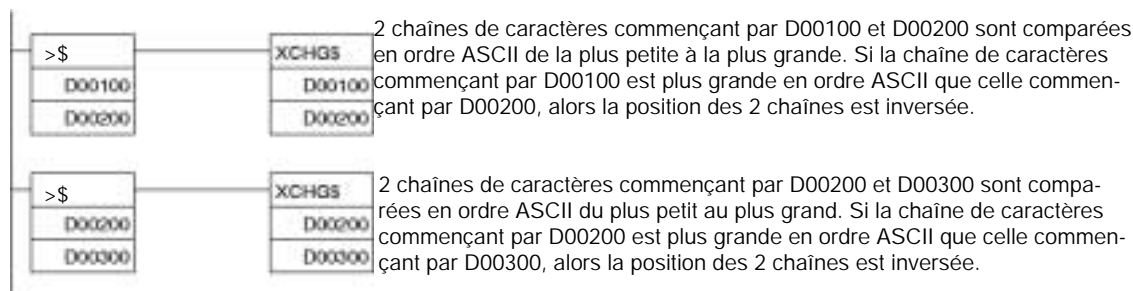 2 chaînes de caractères commençant par D00100 et D00200 sont comparées
>$ XCHG$ en ordre ASCII de la plus petite à la plus grande. Si la chaîne de caractères
D00100 D00100 commençant par D00100 est plus grande en ordre ASCII que celle commen-
D00200 D00200 çant par D00200, alors la position des 2 chaînes est inversée.
>$ XCHG$ 2 chaînes de caractères commençant par D00200 et D00300 sont compa-
rées en ordre ASCII du plus petit au plus grand. Si la chaîne de caractères
D00200 D00200 commençant par D00200 est plus grande en ordre ASCII que celle commen-
D00300 D00300 çant par D00300, alors la position des 2 chaînes est inversée.